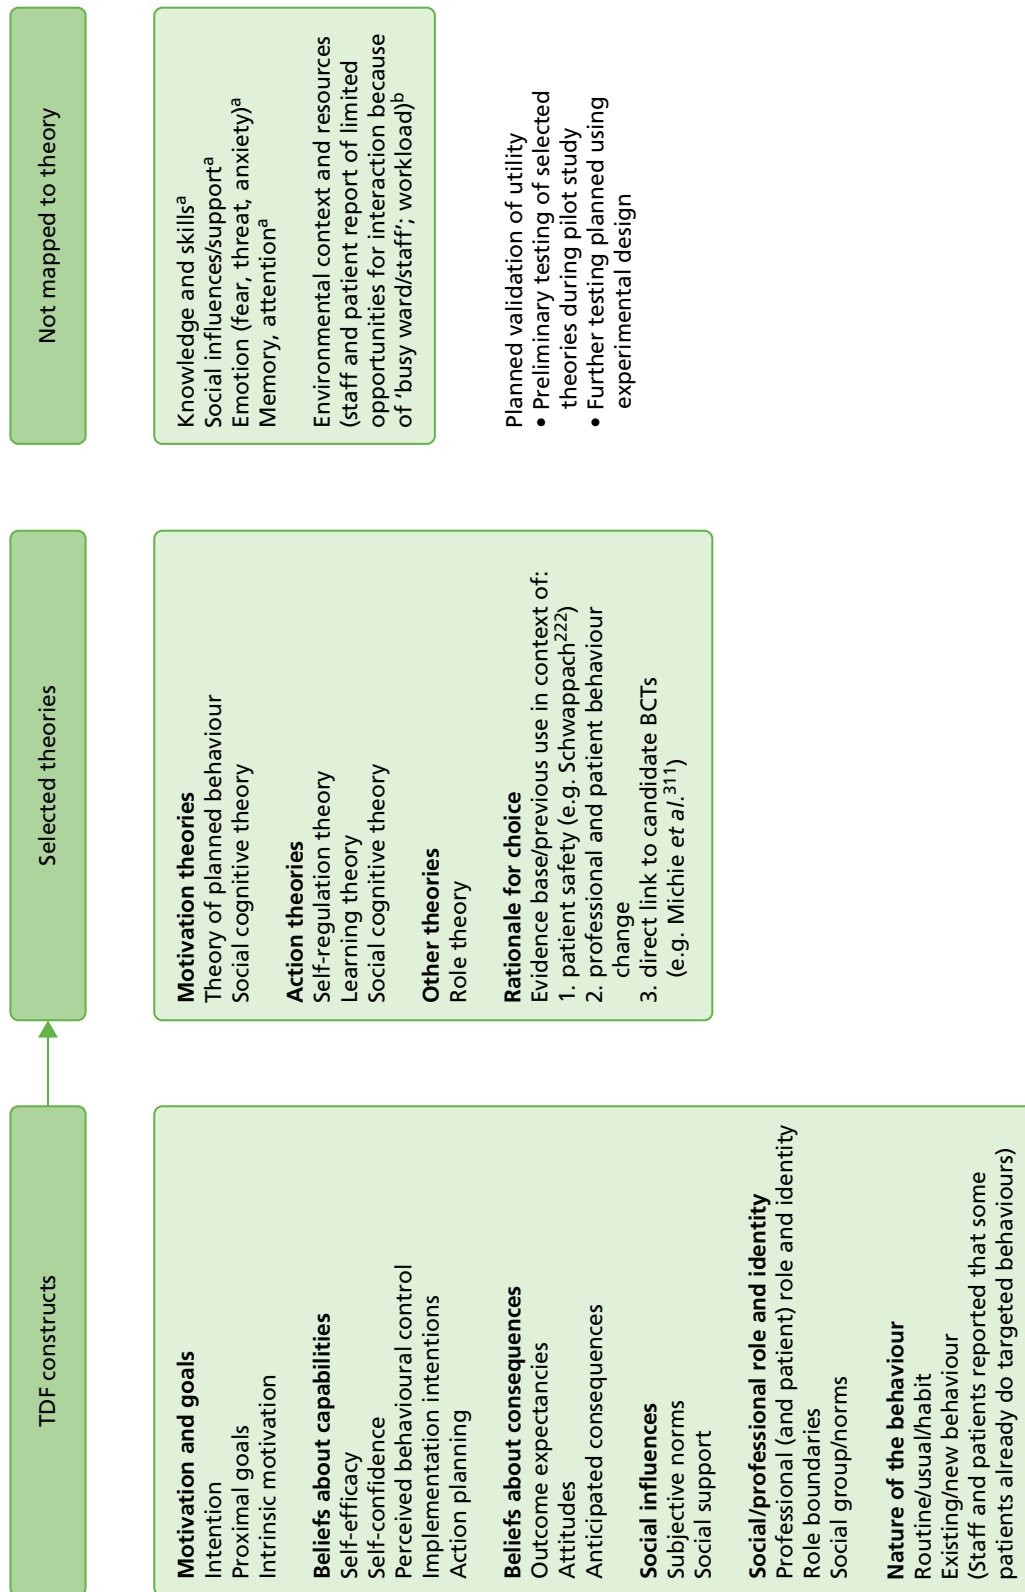 TDF constructs
Motivation and goals
Intention
Proximal goals
Intrinsic motivation
Beliefs about capabilities
Self-efficacy
Self-confidence
Perceived behavioural control
Implementation intentions
Action planning
Beliefs about consequences
Outcome expectancies
Attitudes
Anticipated consequences
Social influences
Subjective norms
Social support
Social/professional role and identity
Professional (and patient) role and identity
Role boundaries
Social group/norms
Nature of the behaviour
Routine/usual/habit
Existing/new behaviour
(Staff and patients reported that some
patients already do targeted behaviours)
Selected theories
Motivation theories
Theory of planned behaviour
Social cognitive theory
Action theories
Self-regulation theory
Learning theory
Social cognitive theory
Other theories
Role theory
Rationale for choice
Evidence base/previous use in context of:
1. patient safety (e.g. Schwappach222)
2. professional and patient behaviour
change
3. direct link to candidate BCTs
(e.g. Michie et al.311)
Not mapped to theory
Knowledge and skillsa
Social influences/supporta
Emotion (fear, threat, anxiety)a
Memory, attentiona
Environmental context and resources
(staff and patient report of limited
opportunities for interaction because
of ‘busy ward/staff’; workload)b
Planned validation of utility
• Preliminary testing of selected
theories during pilot study
• Further testing planned using
experimental design